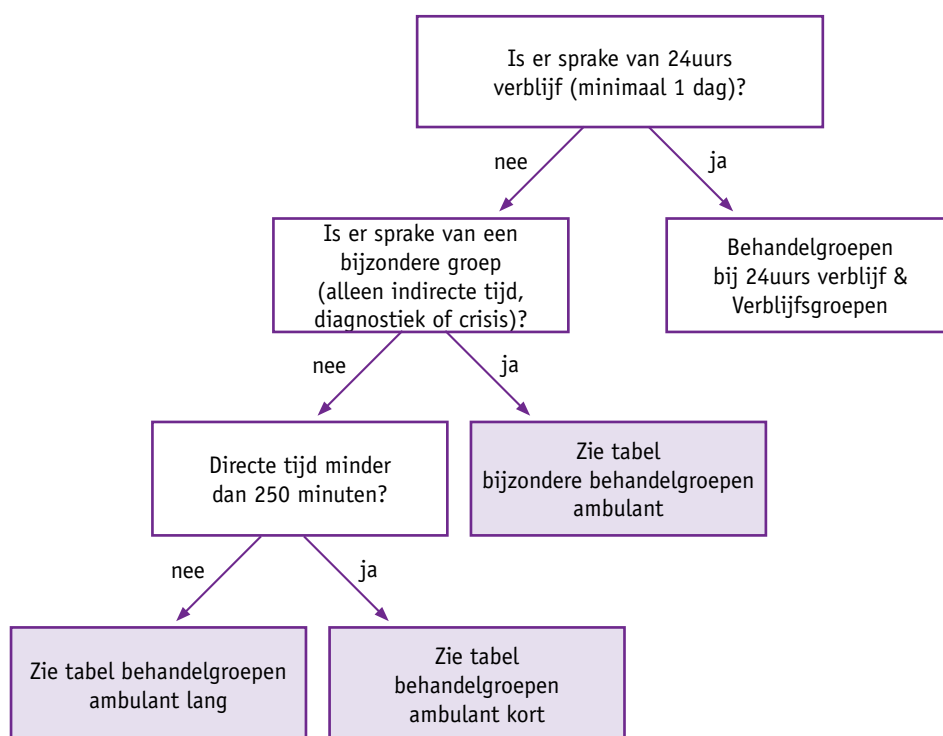 Is er sprake van 24uurs
verblijf (minimaal 1 dag)?
nee
ja
Is er sprake van een
bijzondere groep
(alleen indirecte tijd,
diagnostiek of crisis)?
Behandelgroepen
bij 24uurs verblijf &
Verblijfsgroepen
nee
ja
Directe tijd minder
dan 250 minuten?
Zie tabel
bijzondere behandelgroepen
ambulant
nee
ja
Zie tabel behandelgroepen
ambulant lang
Zie tabel
behandelgroepen
ambulant kort